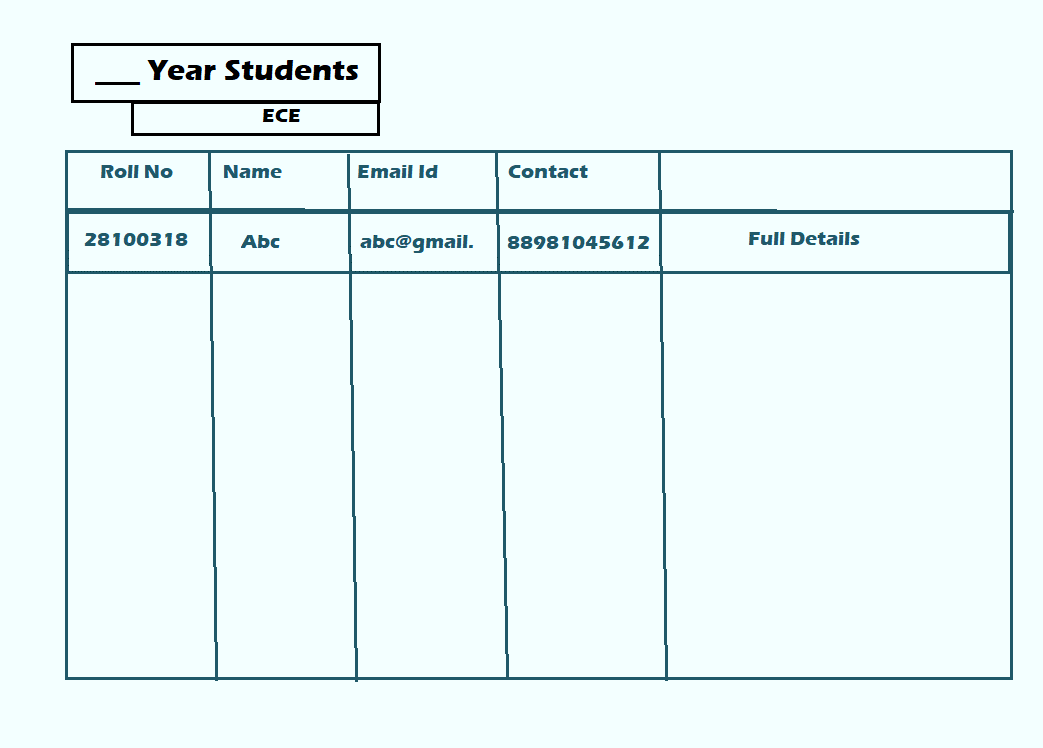 ___ Year Students
ECE
Roll No Name Email Id Contact
28100318 Abc abc@gmail. 88981045612 Full Details